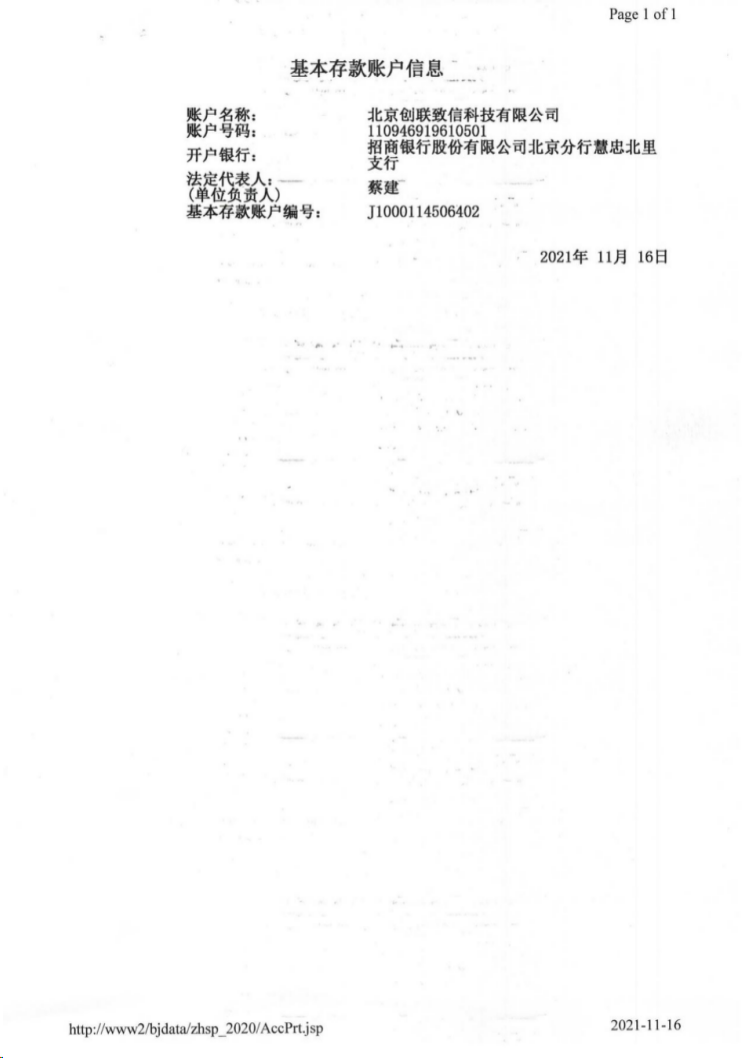 Page 1 of 1
基本存款账户信息
账户名称: 北京创联致信科技有限公司
账户号码: 110946919610501
开户银行: 招商银行股份有限公司北京分行慧忠北里
支行
法定代表人: 蔡建
(单位负责人)
基本存款账户编号: J1000114506402
2021年 11月 16日
http://www2/bjdata/zhsp_2020/AccPrt.jsp
2021-11-16